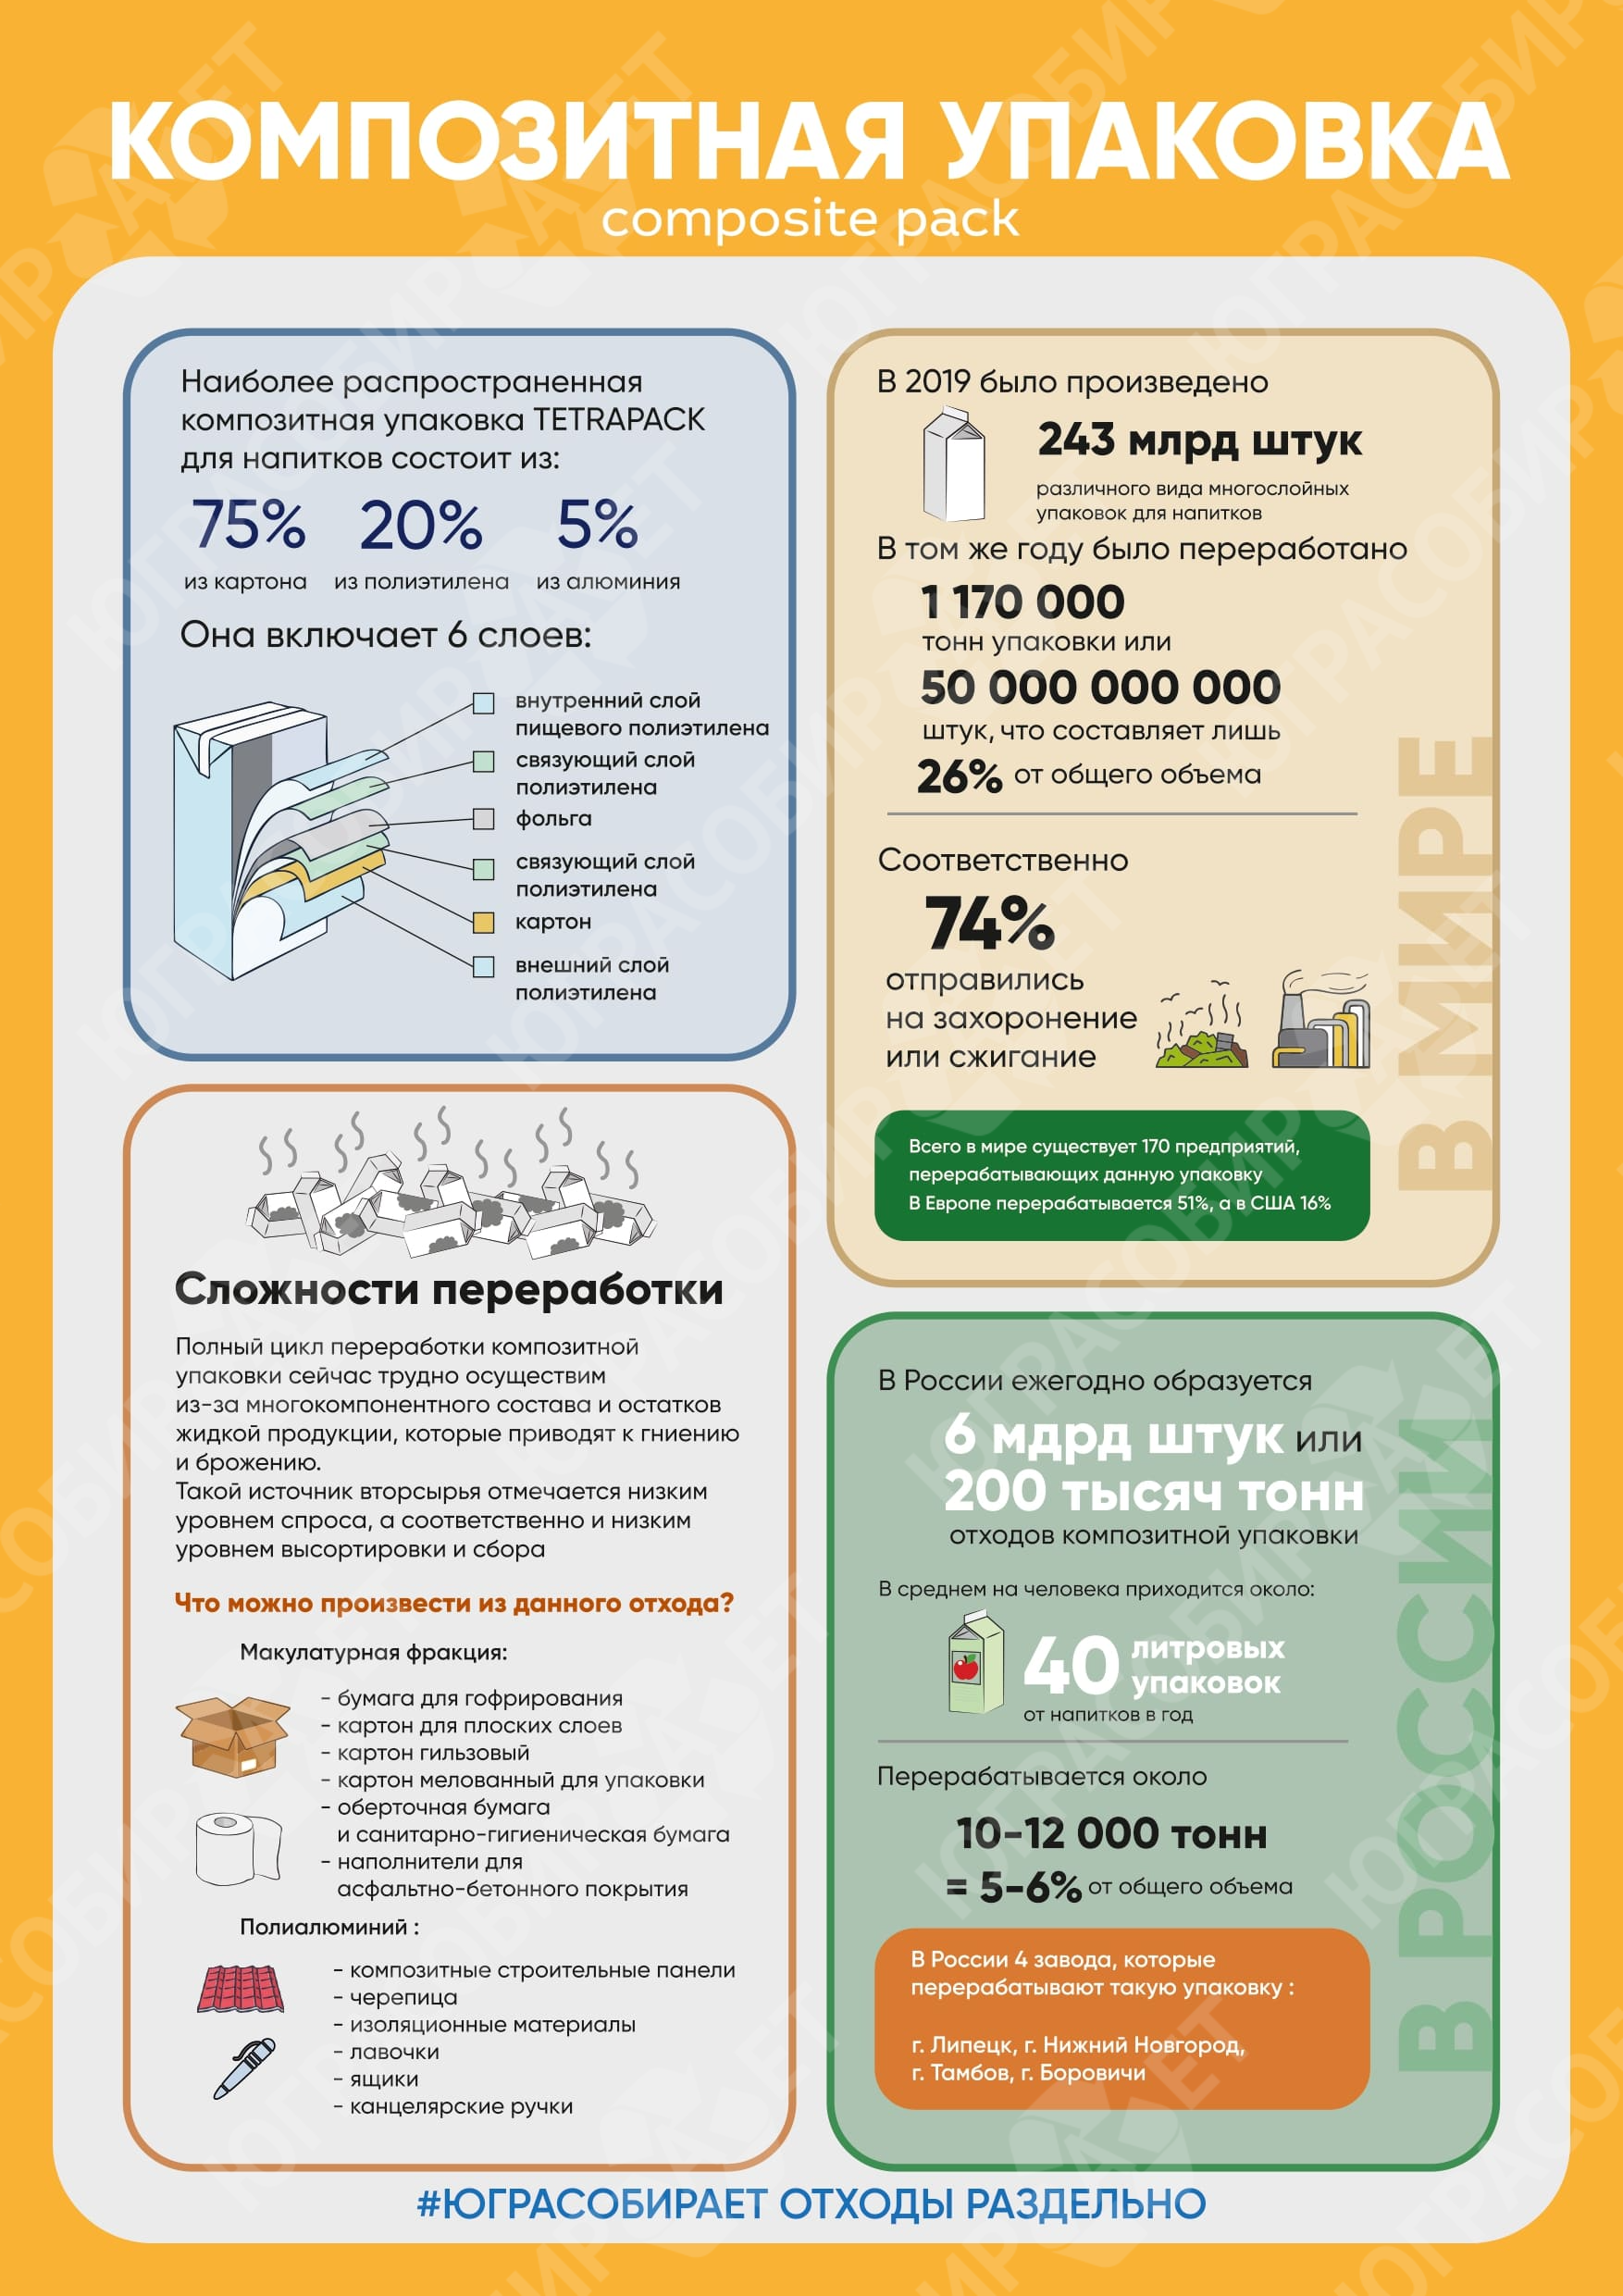 КОМПОЗИТНАЯ УПАКОВКА
composite pack
Наиболее распространенная
композитная упаковка TETRAPACK
для напитков состоит из:
75% 20% 5%
из картона из полиэтилена из алюминия
Она включает 6 слоев:
внутренний слой
пищевого полиэтилена
связующий слой
полиэтилена
фольга
связующий слой
полиэтилена
картон
внешний слой
полиэтилена
Сложности переработки
Полный цикл переработки композитной
упаковки сейчас трудно осуществим
из-за многокомпонентного состава и остатков
жидкой продукции, которые приводят к гниению
и брожению.
Такой источник вторсырья отмечается низким
уровнем спроса, а соответственно и низким
уровнем высортировки и сбора
Что можно произвести из данного отхода?
Макулатурная фракция:
- бумага для гофрирования
- картон для плоских слоев
- картон гильзовый
- картон мелованный для упаковки
- оберточная бумага
и санитарно-гигиеническая бумага
- наполнители для
асфальтно-бетонного покрытия
Полиалюминий :
- композитные строительные панели
- черепица
- изоляционные материалы
- лавочки
- ящики
- канцелярские ручки
В 2019 было произведено
243 млрд штук
различного вида многослойных
упаковок для напитков
В том же году было переработано
1 170 000
тонн упаковки или
50 000 000 000
штук, что составляет лишь
26% от общего объема
Соответственно
74%
отправились
на захоронение
или сжигание
Всего в мире существует 170 предприятий,
перерабатывающих данную упаковку
В Европе перерабатывается 51%, а в США 16%
В МИРЕ
В России ежегодно образуется
6 мдрд штук или
200 тысяч тонн
отходов композитной упаковки
В среднем на человека приходится около:
40 литровых
упаковок
от напитков в год
Перерабатывается около
10-12 000 тонн
= 5-6% от общего объема
В России 4 завода, которые
перерабатывают такую упаковку :
г. Липецк, г. Нижний Новгород,
г. Тамбов, г. Боровичи
В РОССИИ
#ЮГРАСОБИРАЕТ ОТХОДЫ РАЗДЕЛЬНО
ЮГРАСОБИРАЕТ